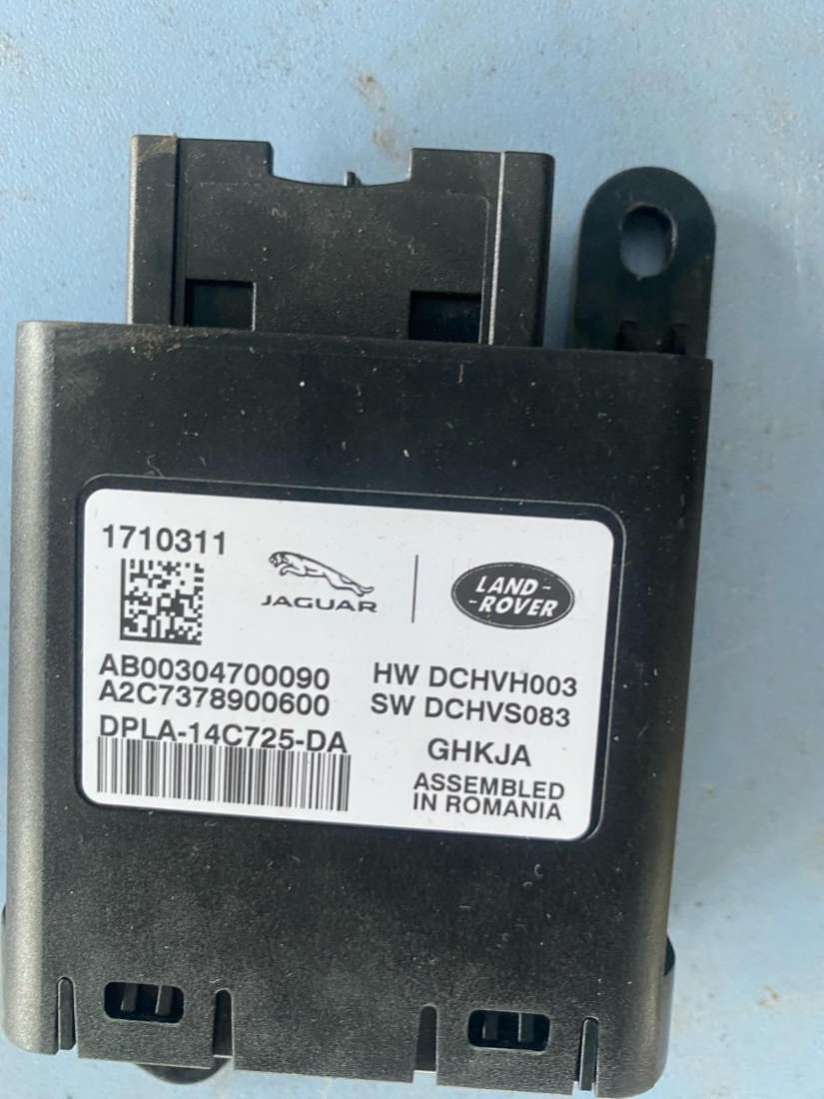 1710311
JAGUAR
LAND-
-ROVER
AB00304700090
A2C7378900600
DPLA-14C725-DA
HW DCHVH003
SW DCHVS083
GHKJA
ASSEMBLED
IN ROMANIA